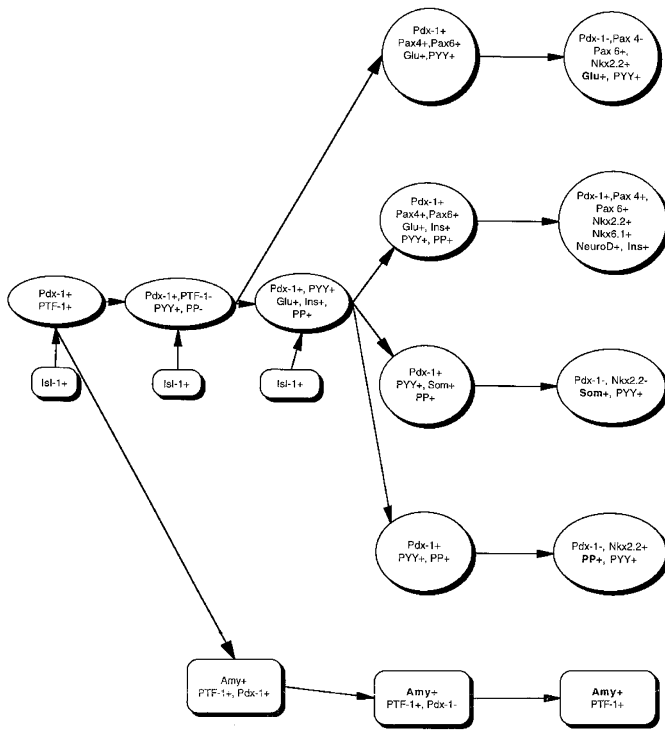 Pdx-1+
Pax4+,Pax6+
Glu+,PYY+
Pdx-1-,Pax 4-
Pax 6+,
Nkx2.2+
Glu+, PYY+
Pdx-1+
Pax4+,Pax6+
Glu+, Ins+
PYY+, PP+
Pdx-1+,Pax 4+,
Pax 6+
Nkx2.2+
Nkx6.1+
NeuroD+, Ins+
Pdx-1+
PTF-1+
Pdx-1+,PTF-1-
PYY+, PP-
Pdx-1+, PYY+
Glu+, Ins+,
PP+
Isl-1+
Isl-1+
Isl-1+
Pdx-1+
PYY+, Som+
PP+
Pdx-1-, Nkx2.2-
Som+, PYY+
Pdx-1+
PYY+, PP+
Pdx-1-, Nkx2.2+
PP+, PYY+
Amy+
PTF-1+, Pdx-1+
Amy+
PTF-1+, Pdx-1-
Amy+
PTF-1+